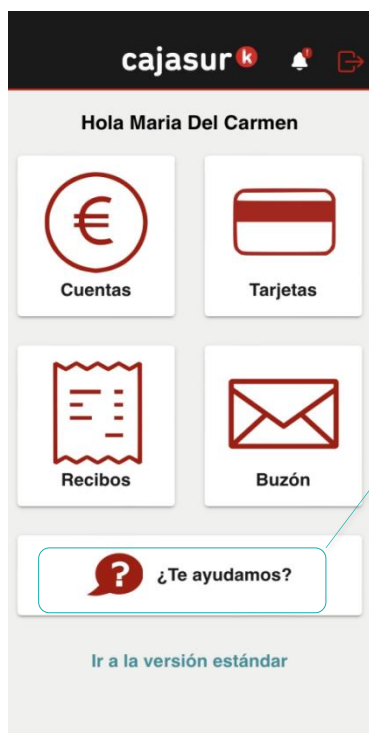 cajasur k
Hola Maria Del Carmen
€
Cuentas
Tarjetas
Recibos
Buzón
? ¿Te ayudamos?
Ir a la versión estándar